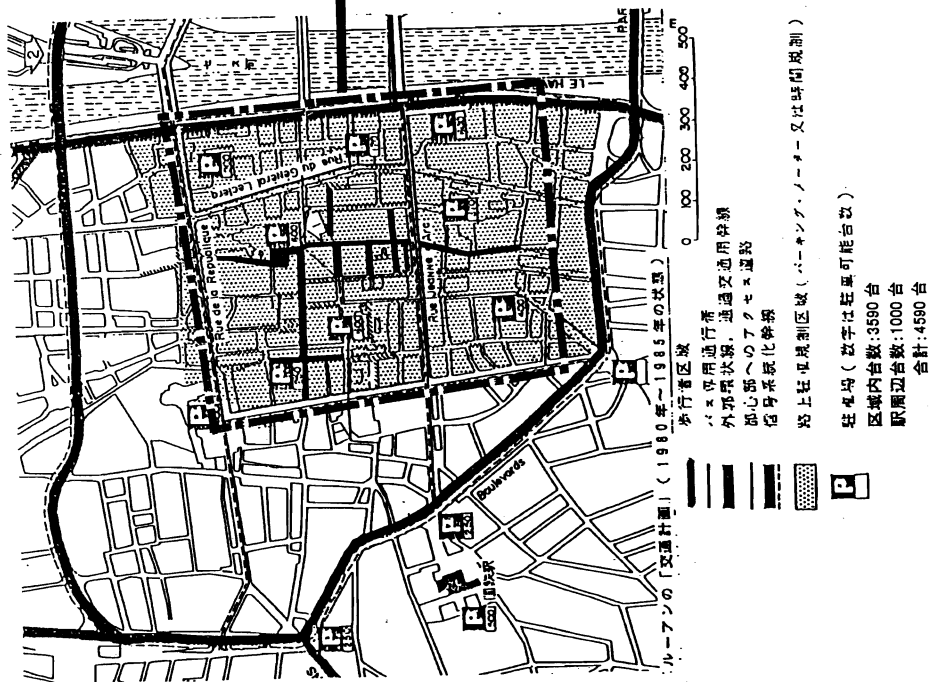 ルーアンの「交通計画」(1980年~1985年の状態)
歩行者区域
バス専用通行帯
外郭環状線,通過交通用幹線
都心部へのアクセス道路
信号系統化幹線
路上駐車規制区域(パーキング・メーター又は時間規制)
駐車場(数字は駐車可能台数)
区域内台数:3590台
駅周辺台数:1000台
合計:4590台
0 100 200 300 400 500
セーヌ河
2
LE HAV
Rue du Général Leclerq
Rue de la République
Rue Jeanne
Arc
Boulevards
国鉄駅
P
250
P
500